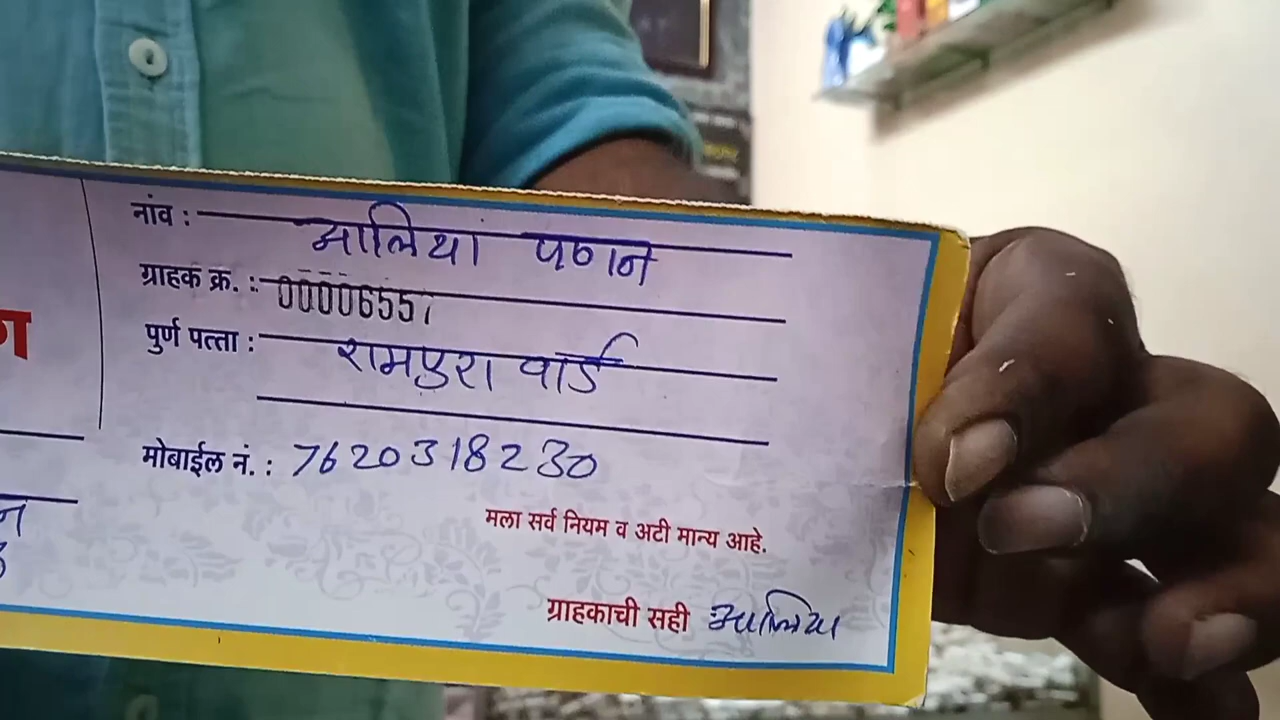 नांव : आलिया पठान
ग्राहक क्र. : 00006557
पुर्ण पत्ता : रामपुरा वार्ड
मोबाईल नं. : 7620318230
मला सर्व नियम व अटी मान्य आहे.
ग्राहकाची सही आलिया